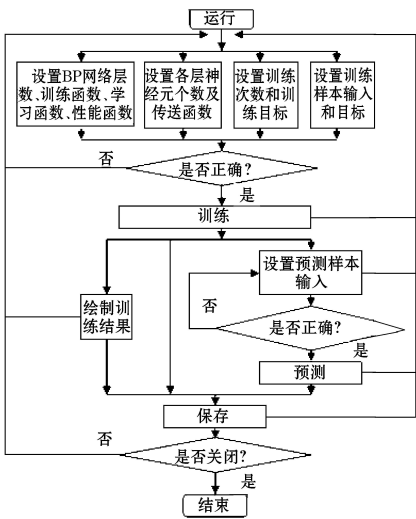 运行
设置BP网络层
数、训练函数、学
习函数、性能函数
设置各层神
经元个数及
传送函数
设置训练
次数和训
练目标
设置训练
样本输入
和目标
否
是否正确?
是
训练
设置预测样本
输入
绘制训
练结果
否
是否正确?
是
预测
保存
否
是否关闭?
是
结束